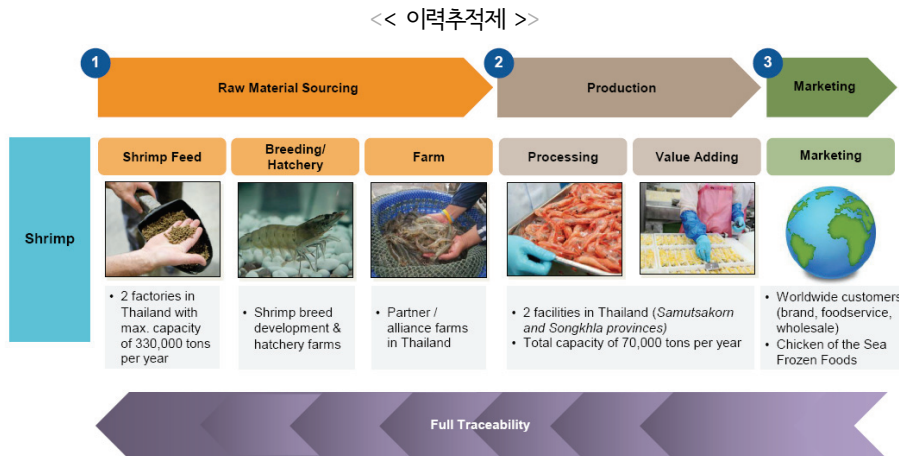 << 이력추적제 >>
1
Raw Material Sourcing
2
Production
3
Marketing
Shrimp
Shrimp Feed
Breeding/
Hatchery
Farm
Processing
Value Adding
Marketing
• 2 factories in
Thailand with
max. capacity
of 330,000 tons
per year
• Shrimp breed
development &
hatchery farms
• Partner /
alliance farms
in Thailand
• 2 facilities in Thailand (Samutsakorn
and Songkhla provinces)
• Total capacity of 70,000 tons per year
• Worldwide customers
(brand, foodservice,
wholesale)
• Chicken of the Sea
Frozen Foods
Full Traceability